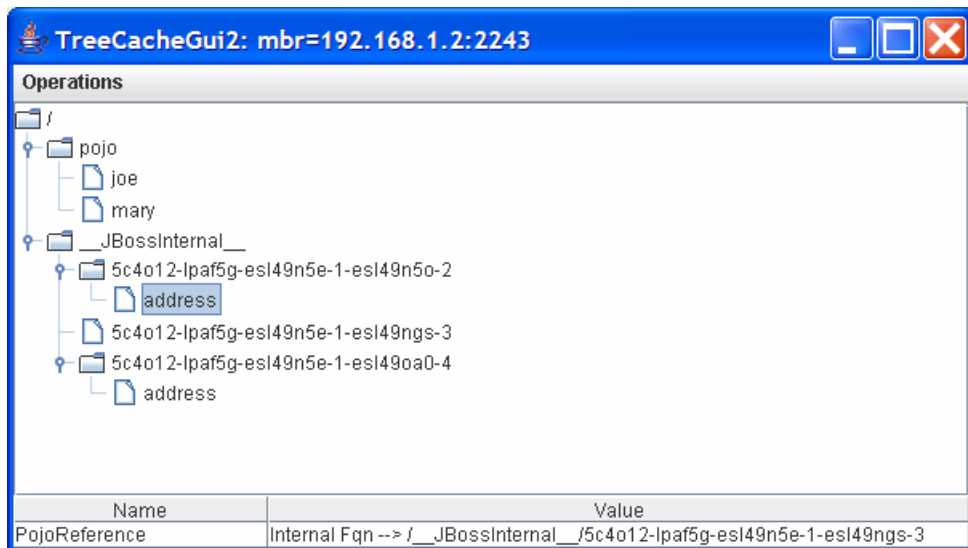 TreeCacheGui2: mbr=192.168.1.2:2243
Operations
/
pojo
joe
mary
__JBossInternal__
5c4o12-lpaf5g-esl49n5e-1-esl49n5o-2
address
5c4o12-lpaf5g-esl49n5e-1-esl49ngs-3
5c4o12-lpaf5g-esl49n5e-1-esl49oa0-4
address
Name Value
PojoReference Internal Fqn --> /__JBossInternal__/5c4o12-lpaf5g-esl49n5e-1-esl49ngs-3